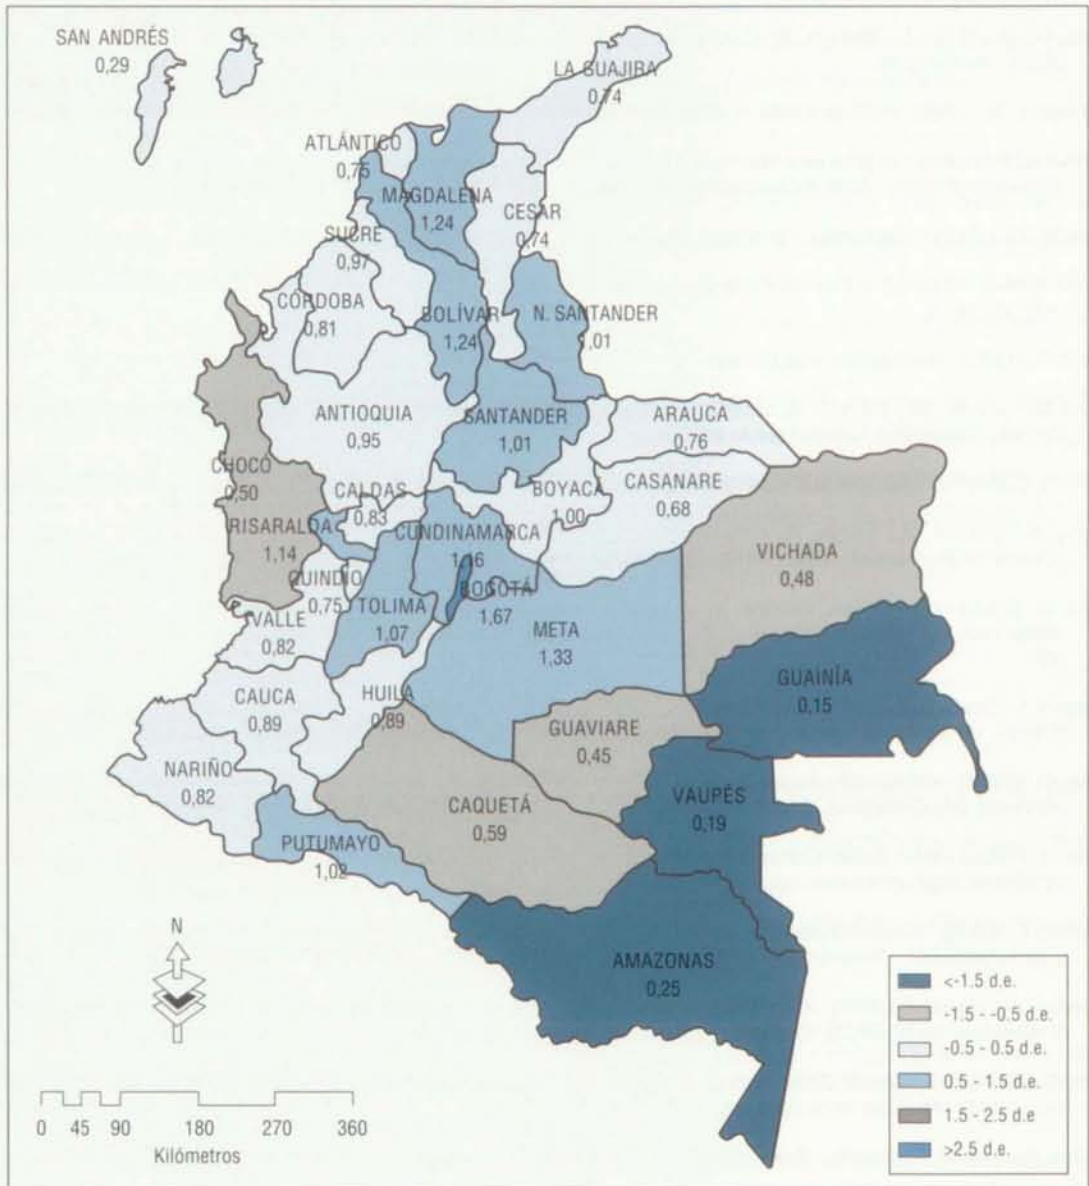 SAN ANDRÉS
0,29
LA GUAJIRA
0,74
ATLÁNTICO
0,75
MAGDALENA
1,24
CESAR
0,74
SUCRE
0,97
CÓRDOBA
0,81
BOLÍVAR
1,24
N. SANTANDER
1,01
ANTIOQUIA
0,95
SANTANDER
1,01
ARAUCA
0,76
CHOCÓ
0,50
CALDAS
0,83
BOYACÁ
1,00
CASANARE
0,68
RISARALDA
1,14
CUNDINAMARCA
1,16
VICHADA
0,48
QUINDIO
0,75
TOLIMA
1,07
BOGOTÁ
1,67
VALLE
0,82
META
1,33
GUAINÍA
0,15
CAUCA
0,89
HUILA
0,89
GUAVIARE
0,45
NARIÑO
0,82
CAQUETÁ
0,59
VAUPÉS
0,19
PUTUMAYO
1,02
AMAZONAS
0,25
N
<-1.5 d.e.
-1.5 - -0.5 d.e.
-0.5 - 0.5 d.e.
0.5 - 1.5 d.e.
1.5 - 2.5 d.e
>2.5 d.e.
0 45 90 180 270 360
Kilómetros